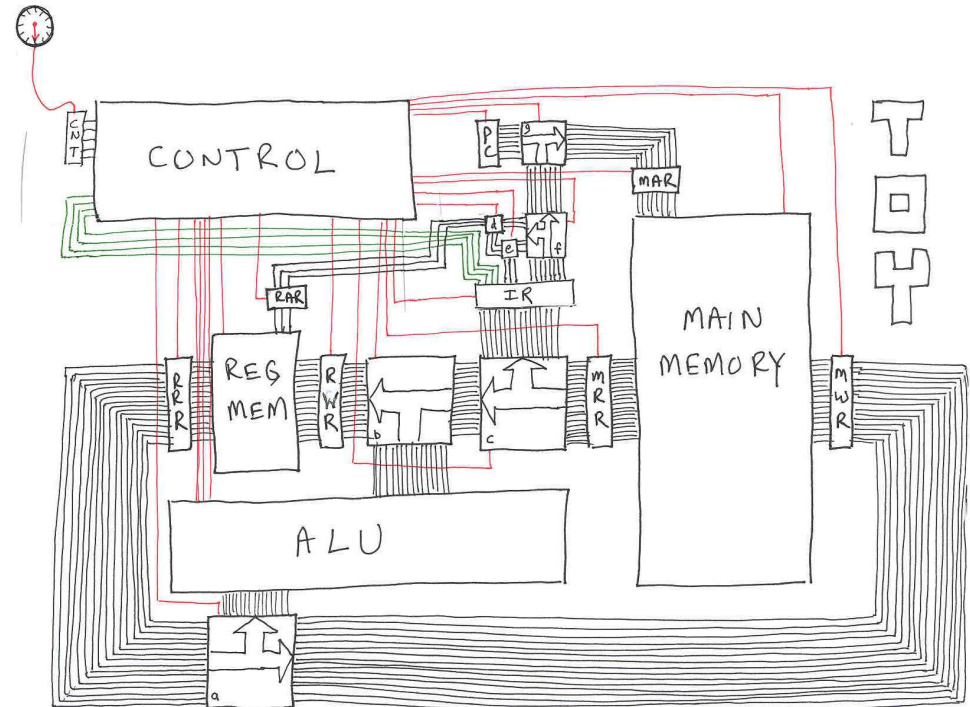 CNT
CONTROL
PC
g
MAR
TOY
d
e
f
RAR
IR
MAIN
MEMORY
RRR
REG
MEM
RWR
b
c
MRR
MWR
ALU
a